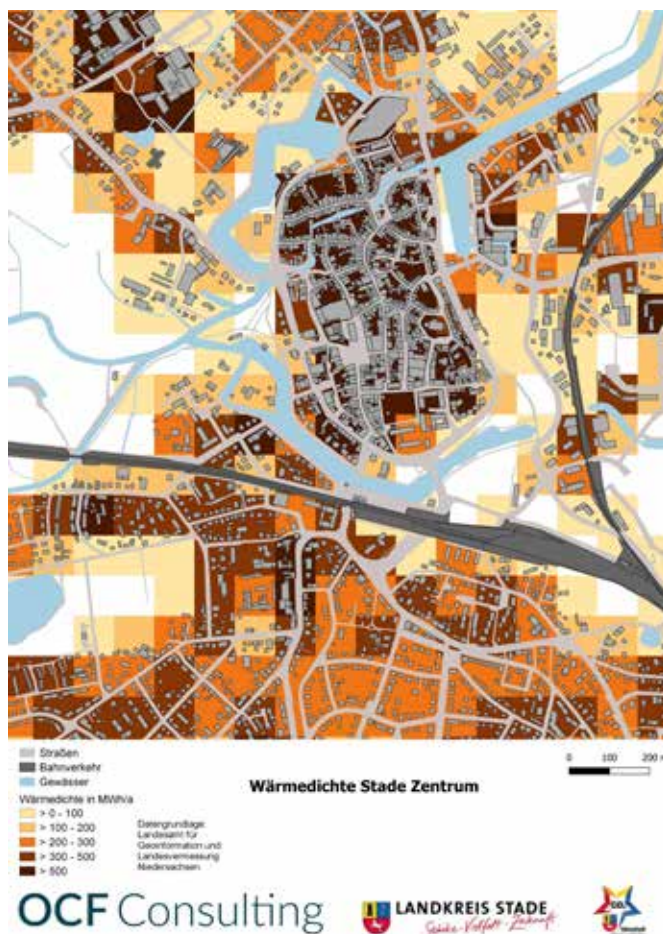 Straßen
Bahnverkehr
Gewässer
Wärmedichte in MWh/a
> 0 - 100
> 100 - 200
> 200 - 300
> 300 - 500
> 500
Datengrundlage:
Landesamt für
Geoinformation und
Landesvermessung
Niedersachsen
Wärmedichte Stade Zentrum
0 100 200 m
OCF Consulting
LANDKREIS STADE